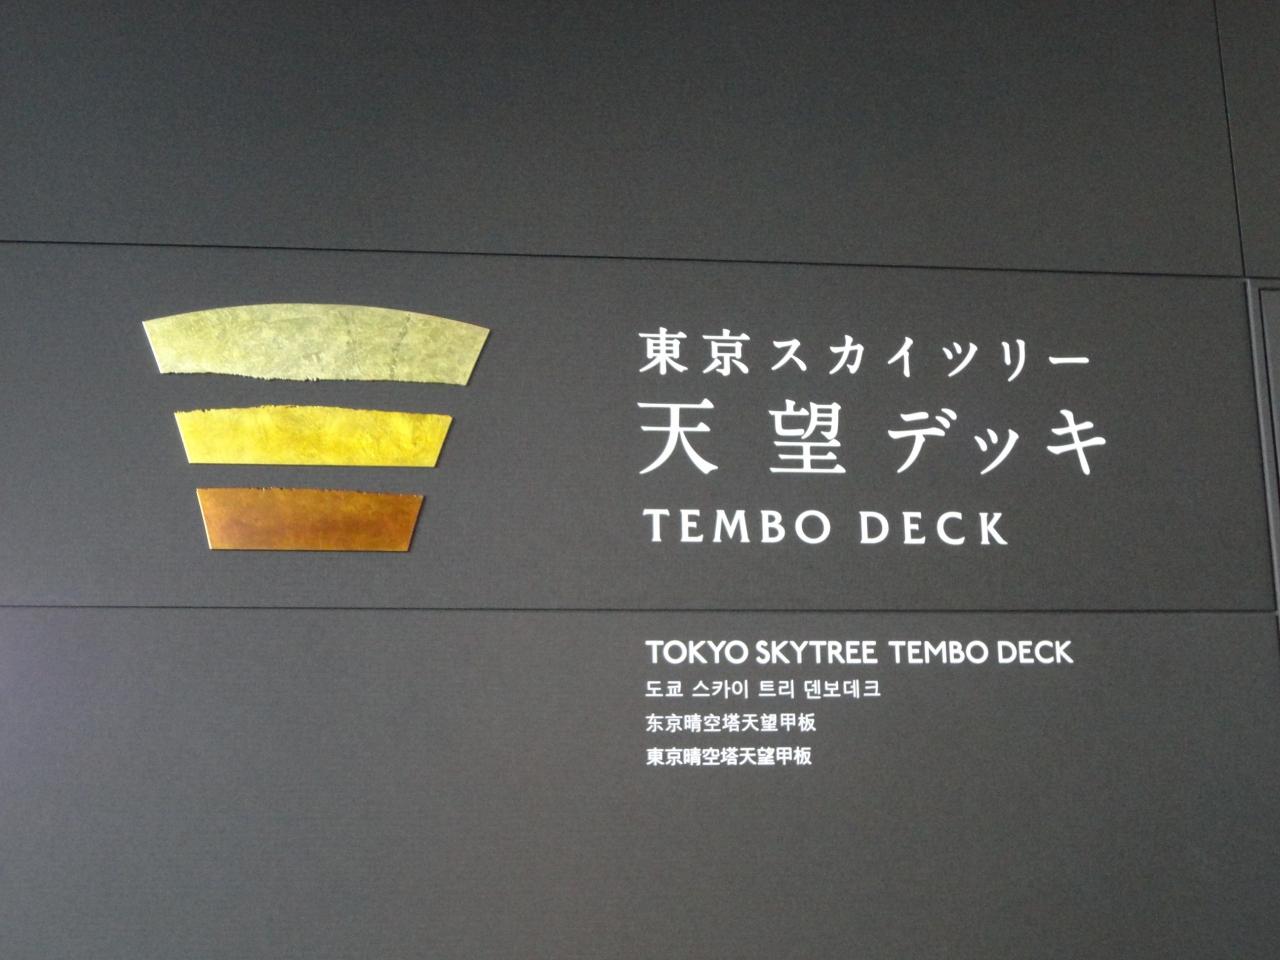 東京スカイツリー
天望デッキ
TEMBO DECK
TOKYO SKYTREE TEMBO DECK
도쿄 스카이 트리 덴보데크
东京晴空塔天望甲板
東京晴空塔天望甲板